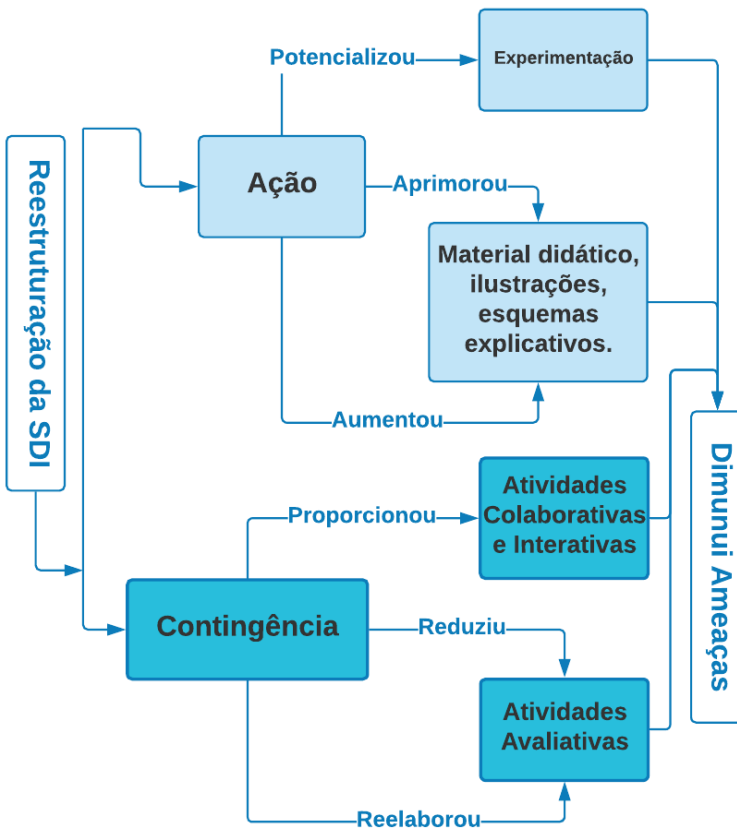 Potencializou
Experimentação
Reestruturação da SDI
Ação
Aprimorou
Material didático,
ilustrações,
esquemas
explicativos.
Aumentou
Dimunui Ameaças
Proporcionou
Atividades
Colaborativas
e Interativas
Contingência
Reduziu
Atividades
Avaliativas
Reelaborou